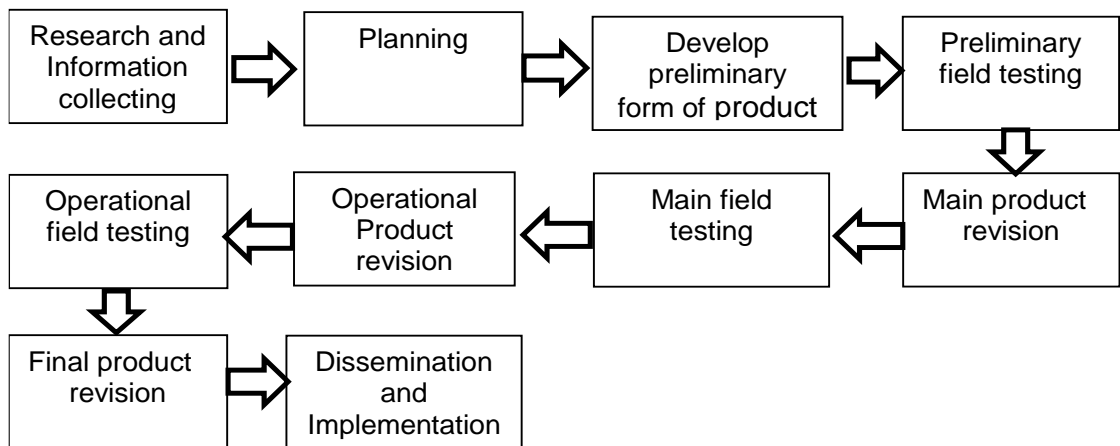 Research and
Information
collecting
Planning
Develop
preliminary
form of product
Preliminary
field testing
Main product
revision
Main field
testing
Operational
Product
revision
Operational
field testing
Final product
revision
Dissemination
and
Implementation